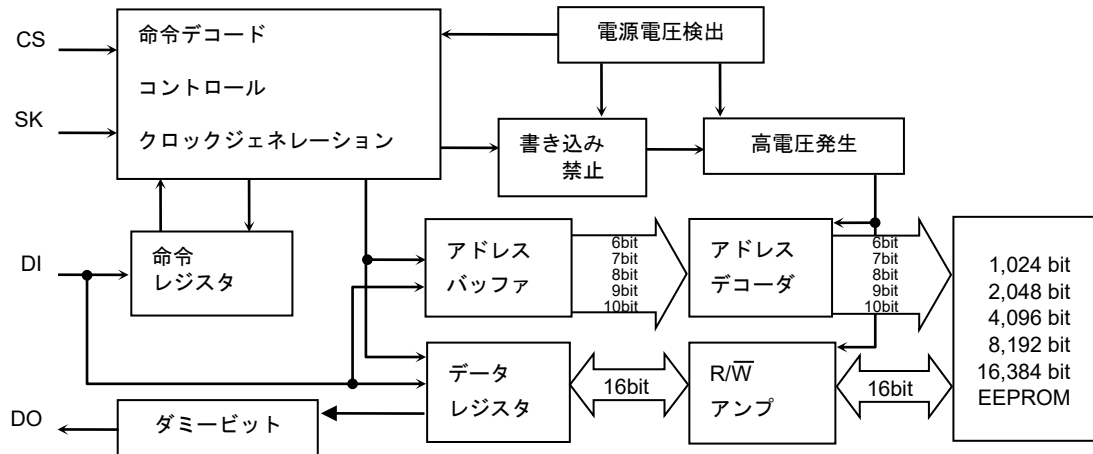 CS
命令デコード
コントロール
クロックジェネレーション
電源電圧検出
SK
書き込み
禁止
高電圧発生
DI
命令
レジスタ
アドレス
バッファ
6bit
7bit
8bit
9bit
10bit
アドレス
デコーダ
6bit
7bit
8bit
9bit
10bit
1,024 bit
2,048 bit
4,096 bit
8,192 bit
16,384 bit
EEPROM
データ
レジスタ
16bit
R/W̅
アンプ
16bit
DO
ダミービット